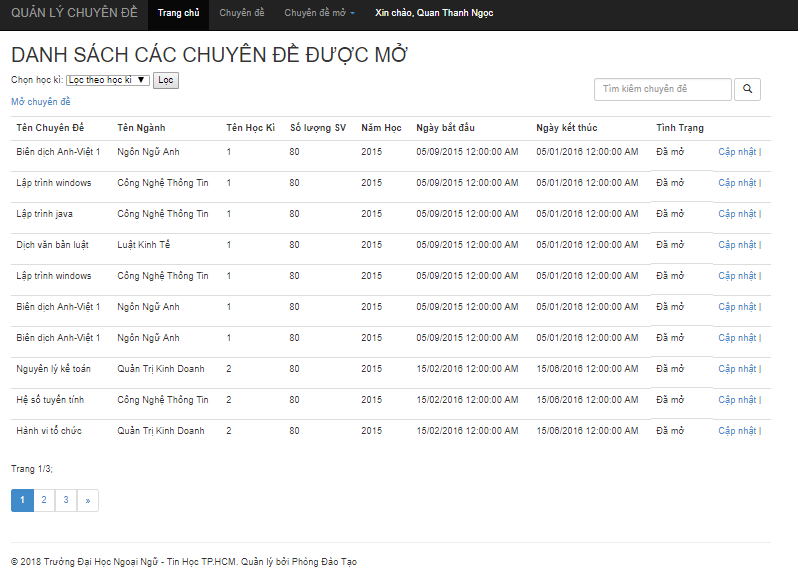 QUẢN LÝ CHUYÊN ĐỀ Trang chủ Chuyên đề Chuyên đề mở Xin chào, Quan Thanh Ngọc
DANH SÁCH CÁC CHUYÊN ĐỀ ĐƯỢC MỞ
Chọn học kì: Lọc theo học kì ▼ Lọc
Tìm kiếm chuyên đề
Mở chuyên đề
Tên Chuyên Đề Tên Ngành Tên Học Kì Số lượng SV Năm Học Ngày bắt đầu Ngày kết thúc Tình Trạng
Biên dịch Anh-Việt 1 Ngôn Ngữ Anh 1 80 2015 05/09/2015 12:00:00 AM 05/01/2016 12:00:00 AM Đã mở Cập nhật |
Lập trình windows Công Nghệ Thông Tin 1 80 2015 05/09/2015 12:00:00 AM 05/01/2016 12:00:00 AM Đã mở Cập nhật |
Lập trình java Công Nghệ Thông Tin 1 80 2015 05/09/2015 12:00:00 AM 05/01/2016 12:00:00 AM Đã mở Cập nhật |
Dịch văn bản luật Luật Kinh Tế 1 80 2015 05/09/2015 12:00:00 AM 05/01/2016 12:00:00 AM Đã mở Cập nhật |
Lập trình windows Công Nghệ Thông Tin 1 80 2015 05/09/2015 12:00:00 AM 05/01/2016 12:00:00 AM Đã mở Cập nhật |
Biên dịch Anh-Việt 1 Ngôn Ngữ Anh 1 80 2015 05/09/2015 12:00:00 AM 05/01/2016 12:00:00 AM Đã mở Cập nhật |
Biên dịch Anh-Việt 1 Ngôn Ngữ Anh 1 80 2015 05/09/2015 12:00:00 AM 05/01/2016 12:00:00 AM Đã mở Cập nhật |
Nguyên lý kế toán Quản Trị Kinh Doanh 2 80 2015 15/02/2016 12:00:00 AM 15/06/2016 12:00:00 AM Đã mở Cập nhật |
Hệ số tuyến tính Công Nghệ Thông Tin 2 80 2015 15/02/2016 12:00:00 AM 15/06/2016 12:00:00 AM Đã mở Cập nhật |
Hành vi tổ chức Quản Trị Kinh Doanh 2 80 2015 15/02/2016 12:00:00 AM 15/06/2016 12:00:00 AM Đã mở Cập nhật |
Trang 1/3;
1 2 3 »
© 2018 Trường Đại Học Ngoại Ngữ - Tin Học TP.HCM. Quản lý bởi Phòng Đào Tạo